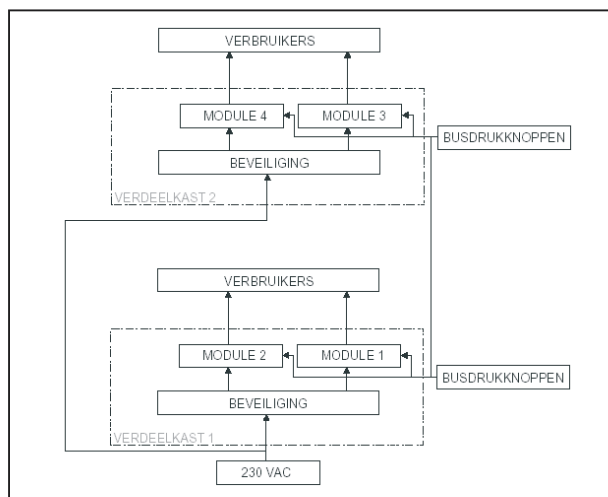 VERBRUIKERS
MODULE 4 MODULE 3
BUSDRUKKNOPPEN
BEVEILIGING
VERDEELKAST 2
VERBRUIKERS
MODULE 2 MODULE 1
BUSDRUKKNOPPEN
BEVEILIGING
VERDEELKAST 1
230 VAC